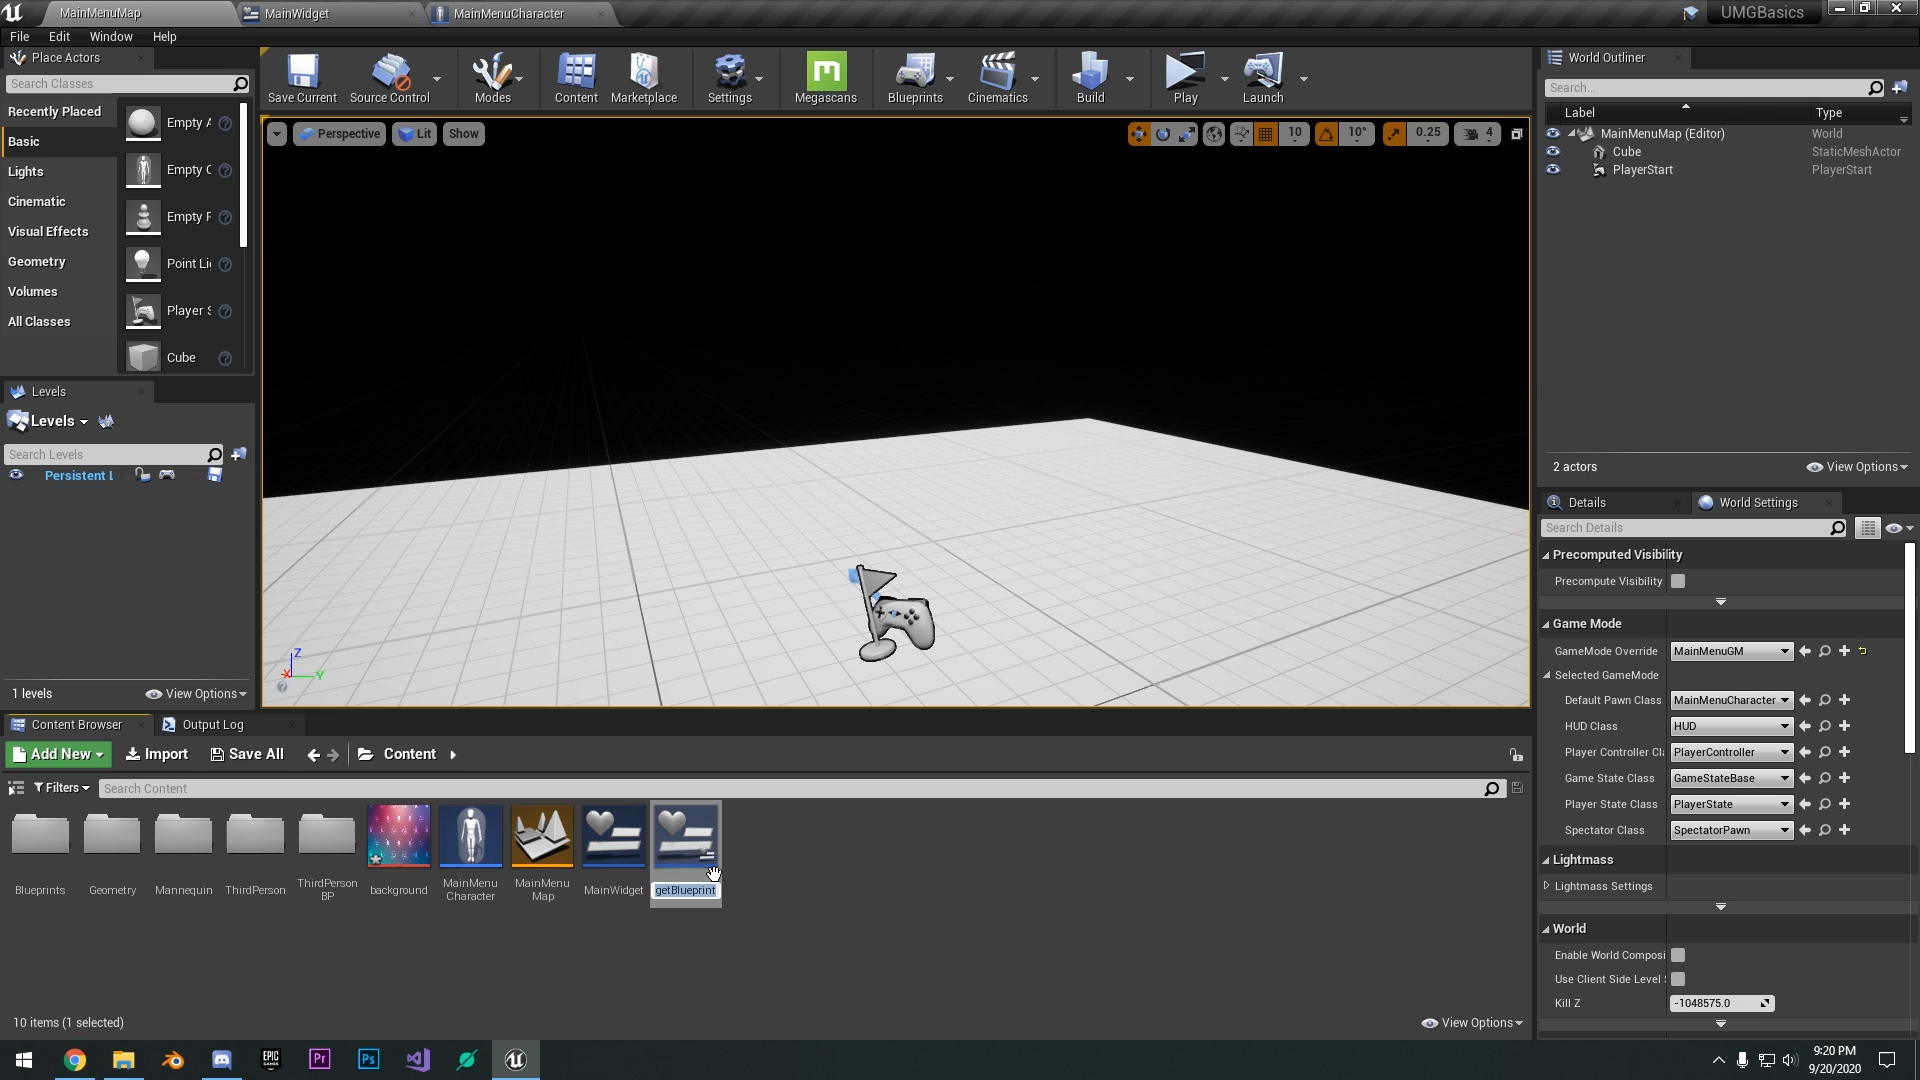 MainMenuMap
MainWidget
MainMenuCharacter
UMGBasics
File
Edit
Window
Help
Place Actors
Search Classes
Recently Placed
Basic
Lights
Cinematic
Visual Effects
Geometry
Volumes
All Classes
Empty A
Empty C
Empty P
Point Li
Player S
Cube
Levels
Levels
Search Levels
Persistent L
1 levels
View Options
Save Current
Source Control
Modes
Content
Marketplace
Settings
Megascans
Blueprints
Cinematics
Build
Play
Launch
Perspective
Lit
Show
10
10°
0.25
4
Z
X
Y
World Outliner
Search...
Label
Type
MainMenuMap (Editor)
World
Cube
StaticMeshActor
PlayerStart
PlayerStart
2 actors
View Options
Details
World Settings
Search Details
Precomputed Visibility
Precompute Visibility
Game Mode
GameMode Override
MainMenuGM
Selected GameMode
Default Pawn Class
MainMenuCharacter
HUD Class
HUD
Player Controller Cl
PlayerController
Game State Class
GameStateBase
Player State Class
PlayerState
Spectator Class
SpectatorPawn
Lightmass
Lightmass Settings
World
Enable World Composi
Use Client Side Level
Kill Z
-1048575.0
Content Browser
Output Log
Add New
Import
Save All
Content
Filters
Search Content
Blueprints
Geometry
Mannequin
ThirdPerson
ThirdPerson
BP
background
MainMenu
Character
MainMenu
Map
MainWidget
getBlueprint
10 items (1 selected)
View Options
EPIC
GAMES
Pr
Ps
9:20 PM
9/20/2020